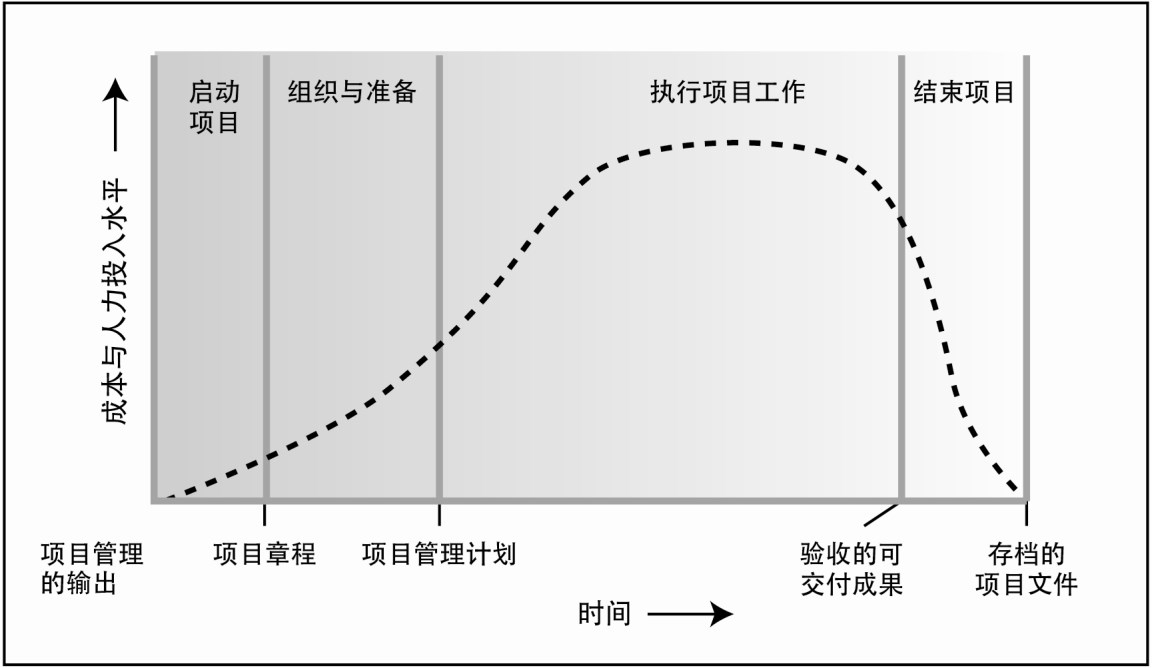 启动
项目
组织与准备
执行项目工作
结束项目
成本与人力投入水平
项目管理
的输出
项目章程
项目管理计划
验收的可
交付成果
存档的
项目文件
时间